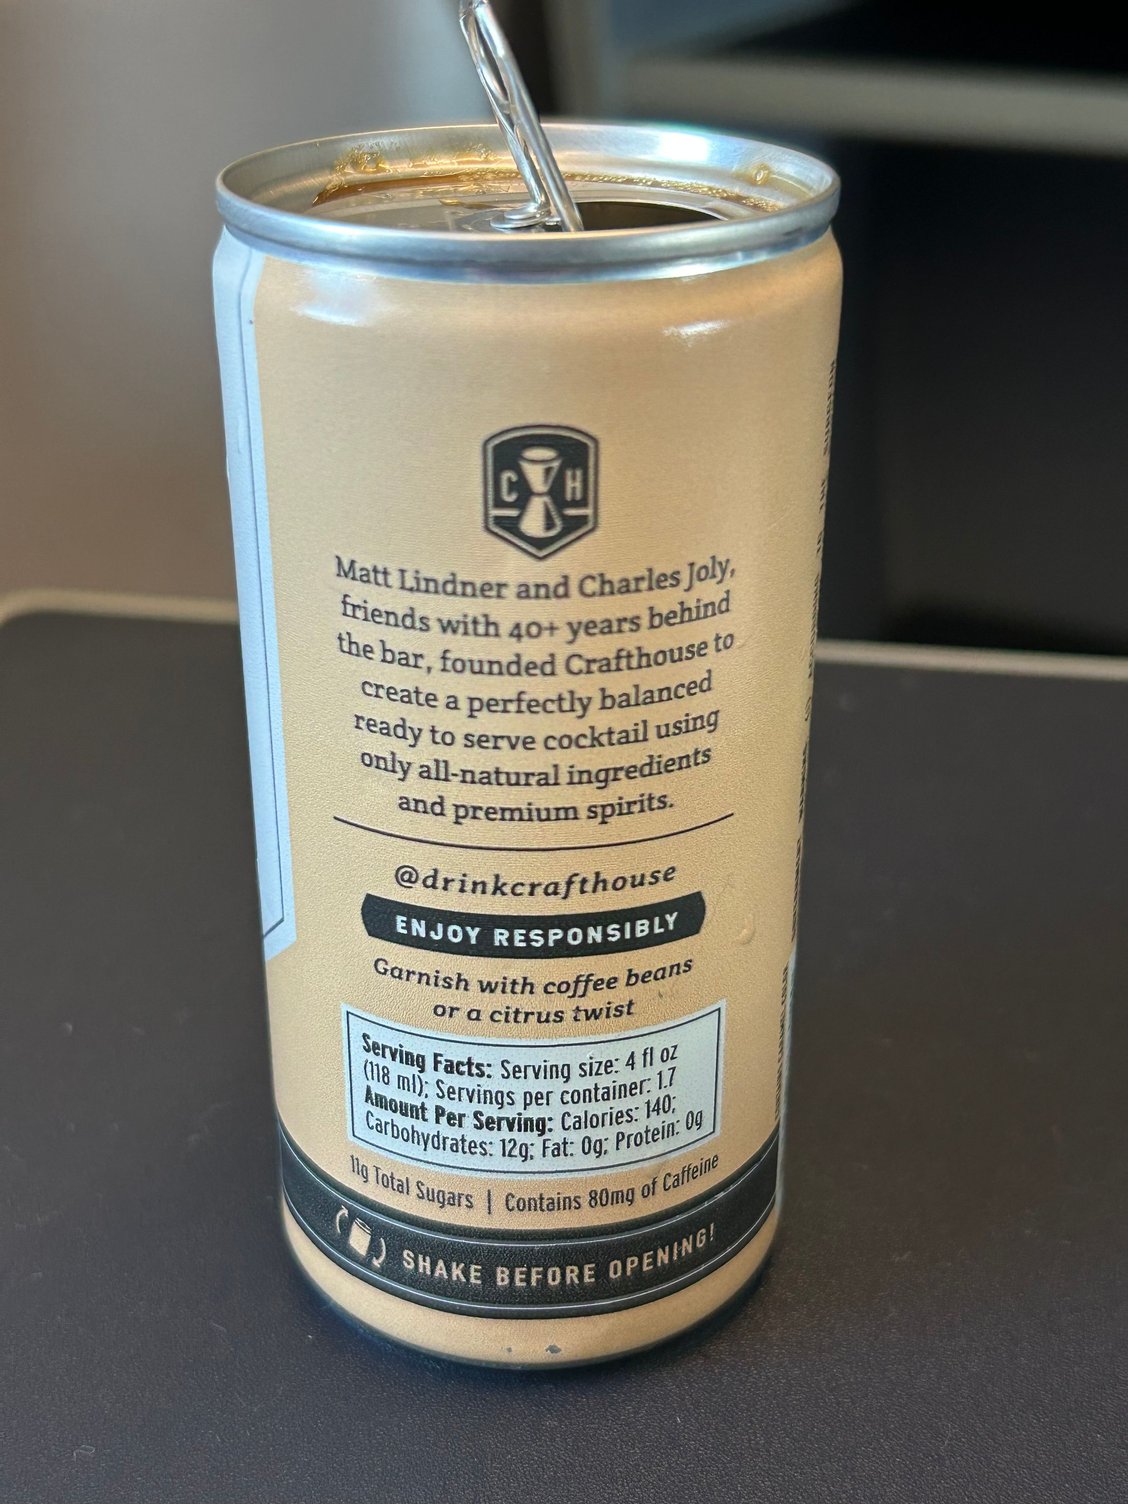 C H
Matt Lindner and Charles Joly,
friends with 40+ years behind
the bar, founded Crafthouse to
create a perfectly balanced
ready to serve cocktail using
only all-natural ingredients
and premium spirits.
@drinkcrafthouse
ENJOY RESPONSIBLY
Garnish with coffee beans
or a citrus twist
Serving Facts: Serving size: 4 fl oz
(118 ml); Servings per container: 1.7
Amount Per Serving: Calories: 140;
Carbohydrates: 12g; Fat: 0g; Protein: 0g
11g Total Sugars | Contains 80mg of Caffeine
SHAKE BEFORE OPENING!